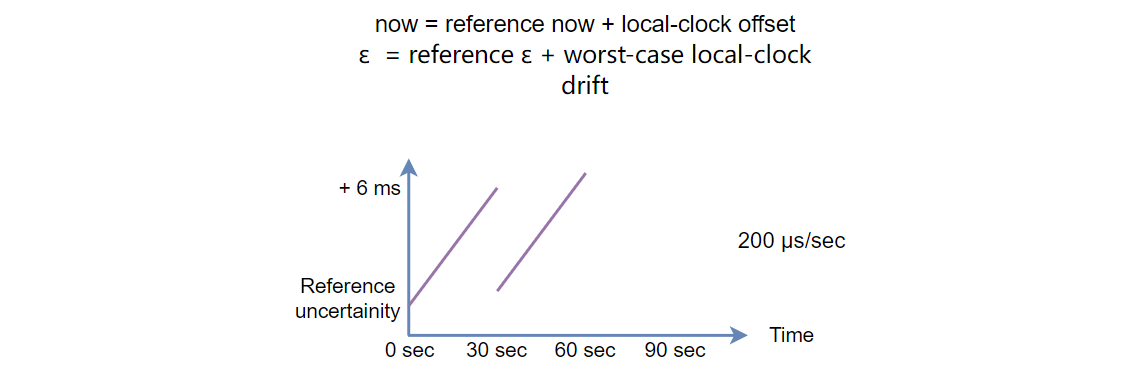 now = reference now + local-clock offset
ε = reference ε + worst-case local-clock
drift
+ 6 ms
200 μs/sec
Reference
uncertainity
Time
0 sec 30 sec 60 sec 90 sec